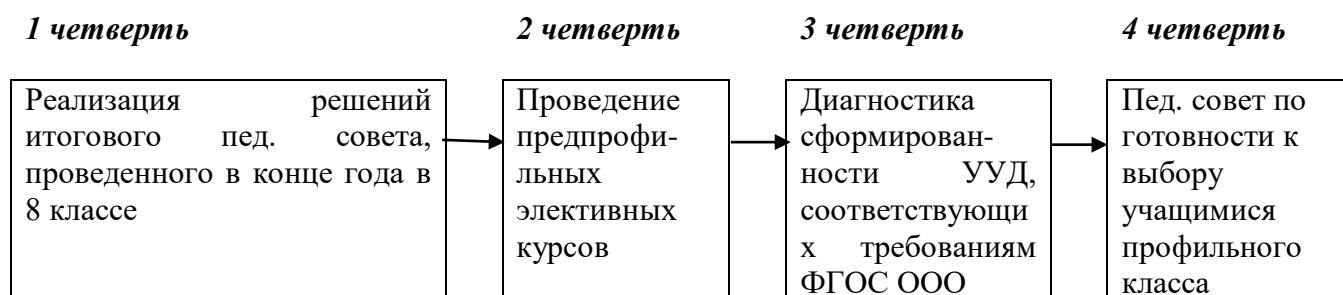 1 четверть
2 четверть
3 четверть
4 четверть
Реализация решений
итогового пед. совета,
проведенного в конце года в
8 классе
Проведение
предпрофи-
льных
элективных
курсов
Диагностика
сформирован-
ности УУД,
соответствующи
х требованиям
ФГОС ООО
Пед. совет по
готовности к
выбору
учащимися
профильного
класса